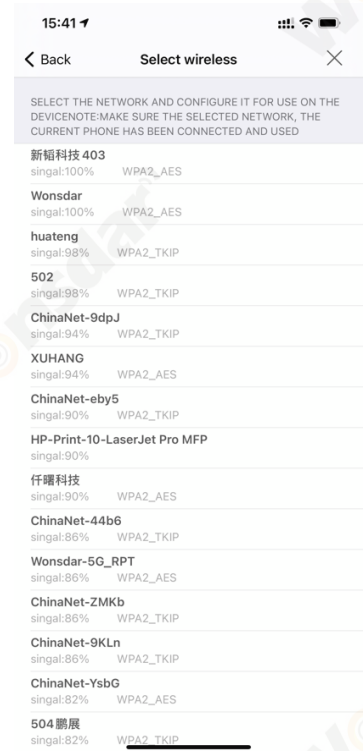 15:41
Back Select wireless
SELECT THE NETWORK AND CONFIGURE IT FOR USE ON THE
DEVICENOTE:MAKE SURE THE SELECTED NETWORK, THE
CURRENT PHONE HAS BEEN CONNECTED AND USED
新韬科技403
singal:100% WPA2_AES
Wonsdar
singal:100% WPA2_AES
huateng
singal:98% WPA2_TKIP
502
singal:98% WPA2_TKIP
ChinaNet-9dpJ
singal:94% WPA2_TKIP
XUHANG
singal:94% WPA2_AES
ChinaNet-eby5
singal:90% WPA2_TKIP
HP-Print-10-LaserJet Pro MFP
singal:90%
仟曙科技
singal:90% WPA2_AES
ChinaNet-44b6
singal:86% WPA2_TKIP
Wonsdar-5G_RPT
singal:86% WPA2_AES
ChinaNet-ZMKb
singal:86% WPA2_TKIP
ChinaNet-9KLn
singal:86% WPA2_TKIP
ChinaNet-YsbG
singal:82% WPA2_AES
504鹏展
singal:82% WPA2_TKIP